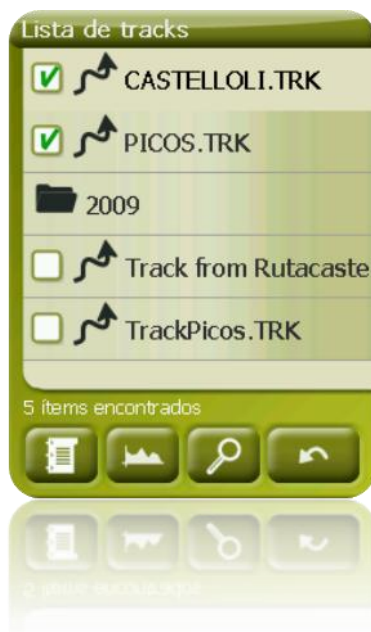 Lista de tracks
CASTELLOLI.TRK
PICOS.TRK
2009
Track from Rutacaste
TrackPicos.TRK
5 ítems encontrados